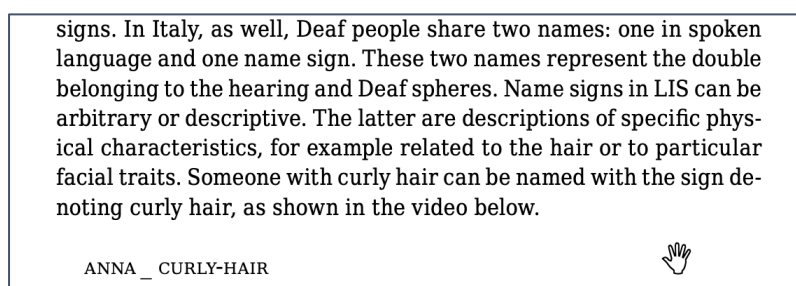 signs. In Italy, as well, Deaf people share two names: one in spoken
language and one name sign. These two names represent the double
belonging to the hearing and Deaf spheres. Name signs in LIS can be
arbitrary or descriptive. The latter are descriptions of specific phys-
ical characteristics, for example related to the hair or to particular
facial traits. Someone with curly hair can be named with the sign de-
noting curly hair, as shown in the video below.
ANNA _ CURLY-HAIR